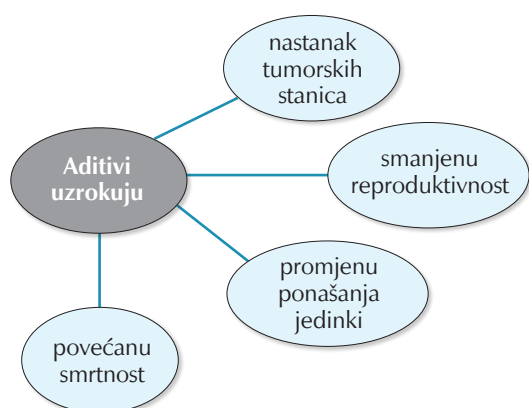 nastanak
tumorskih
stanica
Aditivi
uzrokuju
smanjenu
reproduktivnost
promjenu
ponašanja
jedinki
povećanu
smrtnost